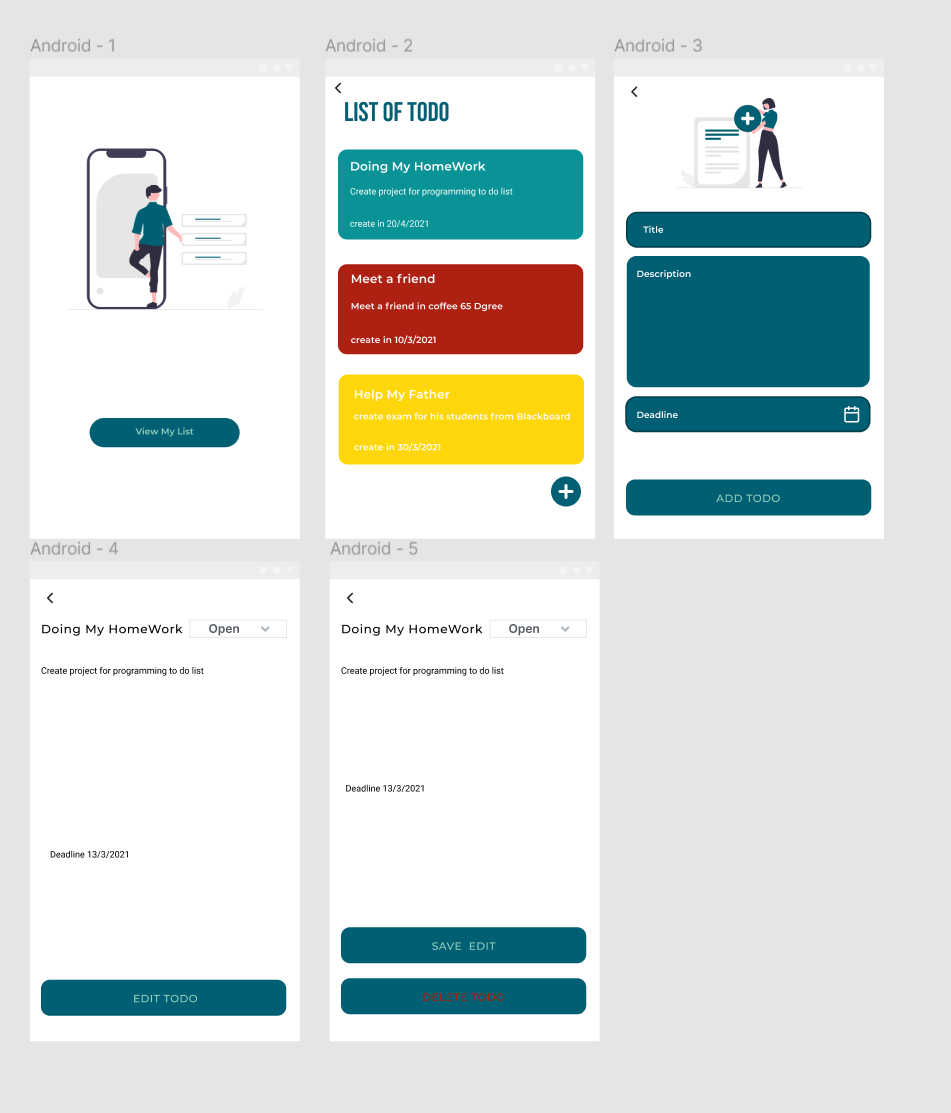 Android - 1
View My List
Android - 2
LIST OF TODO
Doing My HomeWork
Create project for programming to do list
create in 20/4/2021
Meet a friend
Meet a friend in coffee 65 Dgree
create in 10/3/2021
Help My Father
create exam for his students from Blackboard
create in 30/3/2021
Android - 3
Title
Description
Deadline
ADD TODO
Android - 4
Doing My HomeWork
Open
Create project for programming to do list
Deadline 13/3/2021
EDIT TODO
Android - 5
Doing My HomeWork
Open
Create project for programming to do list
Deadline 13/3/2021
SAVE EDIT
DELETE TODO